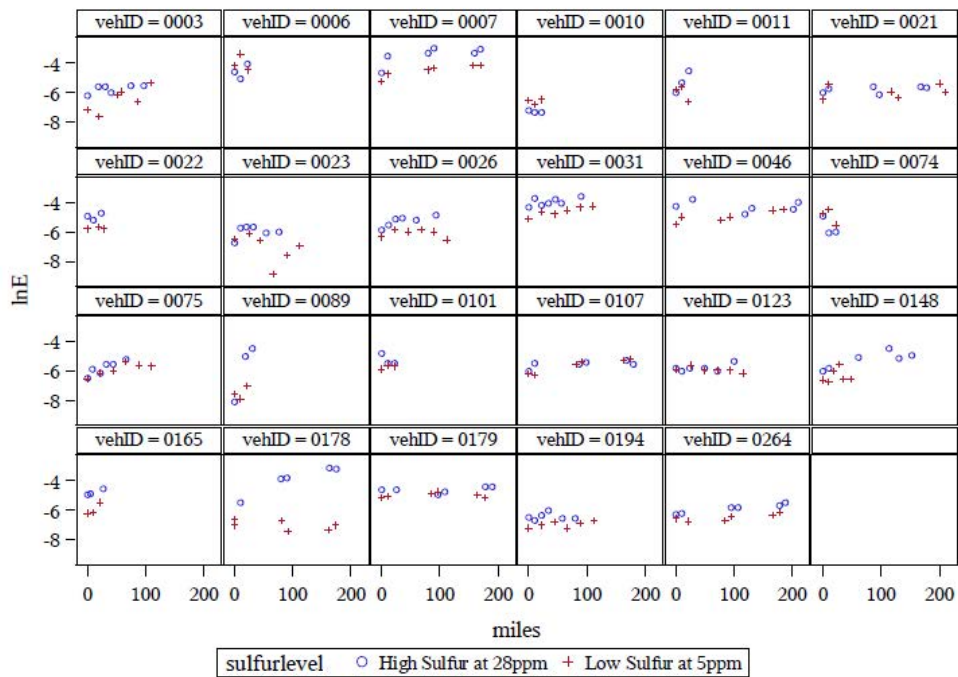 vehID = 0003 vehID = 0006 vehID = 0007 vehID = 0010 vehID = 0011 vehID = 0021
-4
-6
-8
vehID = 0022 vehID = 0023 vehID = 0026 vehID = 0031 vehID = 0046 vehID = 0074
-4
-6
-8
lnE
vehID = 0075 vehID = 0089 vehID = 0101 vehID = 0107 vehID = 0123 vehID = 0148
-4
-6
-8
vehID = 0165 vehID = 0178 vehID = 0179 vehID = 0194 vehID = 0264
-4
-6
-8
0 100 200 0 100 200 0 100 200 0 100 200 0 100 200 0 100 200
miles
sulfurlevel High Sulfur at 28ppm Low Sulfur at 5ppm